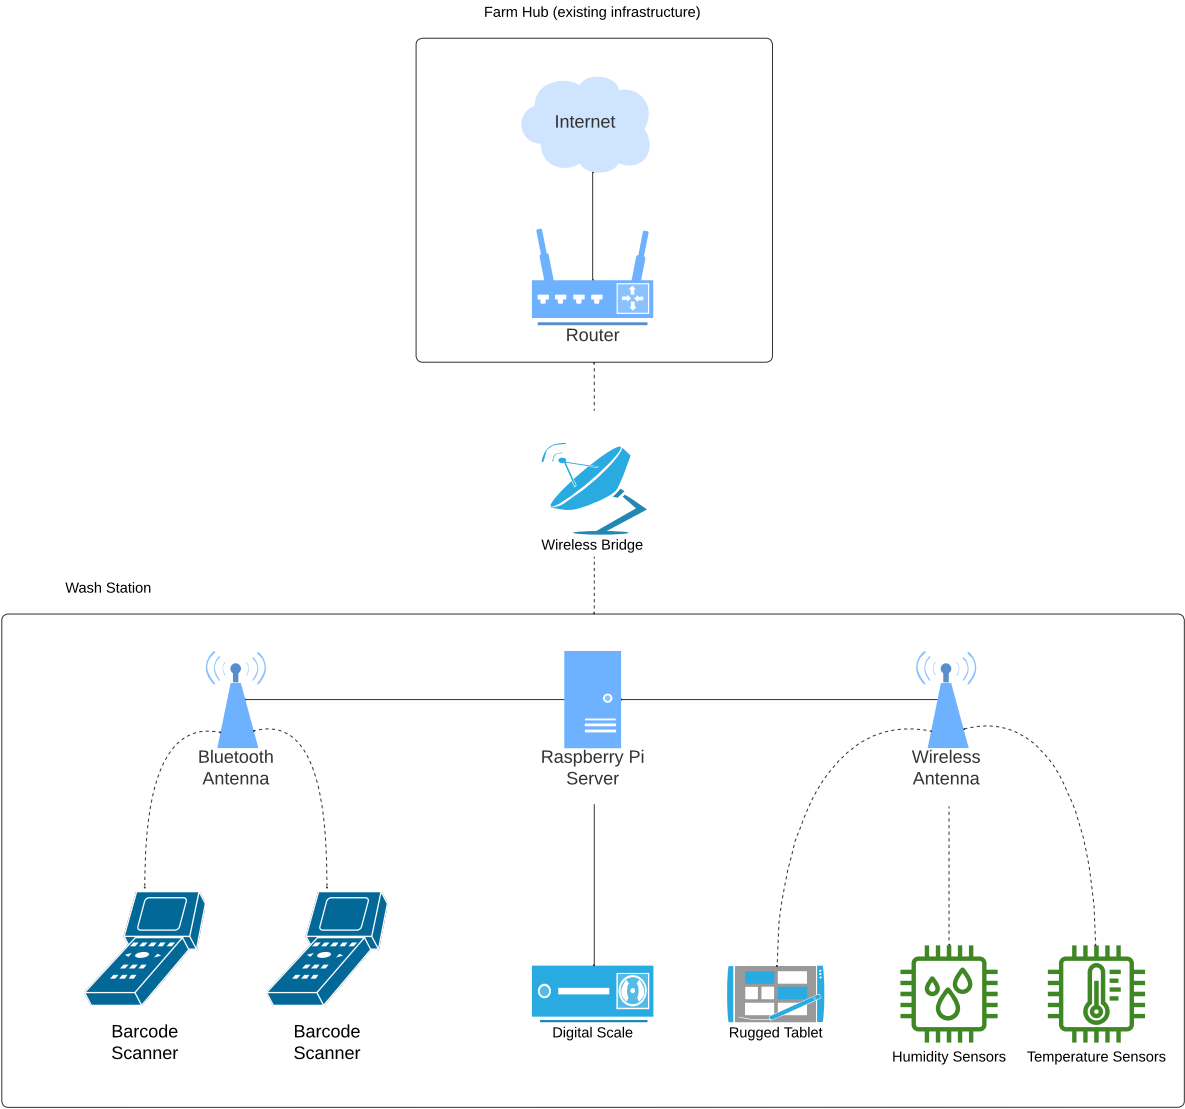 Farm Hub (existing infrastructure)
Internet
Router
Wireless Bridge
Wash Station
Bluetooth
Antenna
Raspberry Pi
Server
Wireless
Antenna
Barcode
Scanner
Barcode
Scanner
Digital Scale
Rugged Tablet
Humidity Sensors
Temperature Sensors